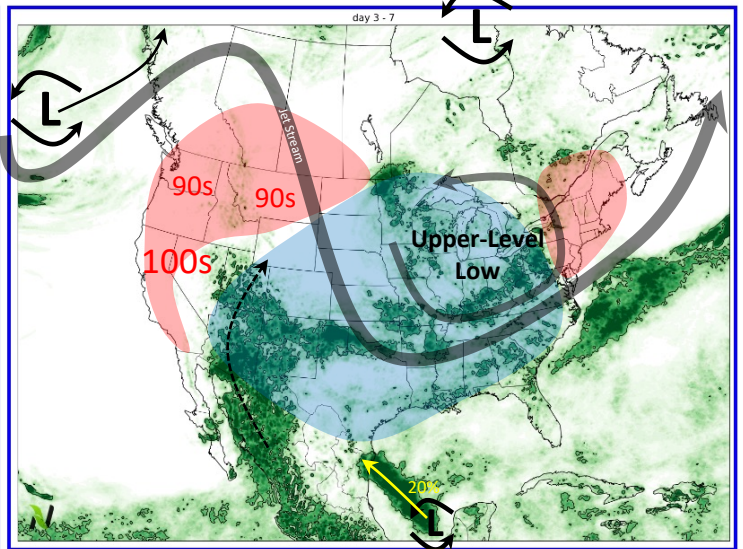 day 3 - 7
L
L
Jet Stream
90s
90s
100s
Upper-Level
Low
20%
L
N